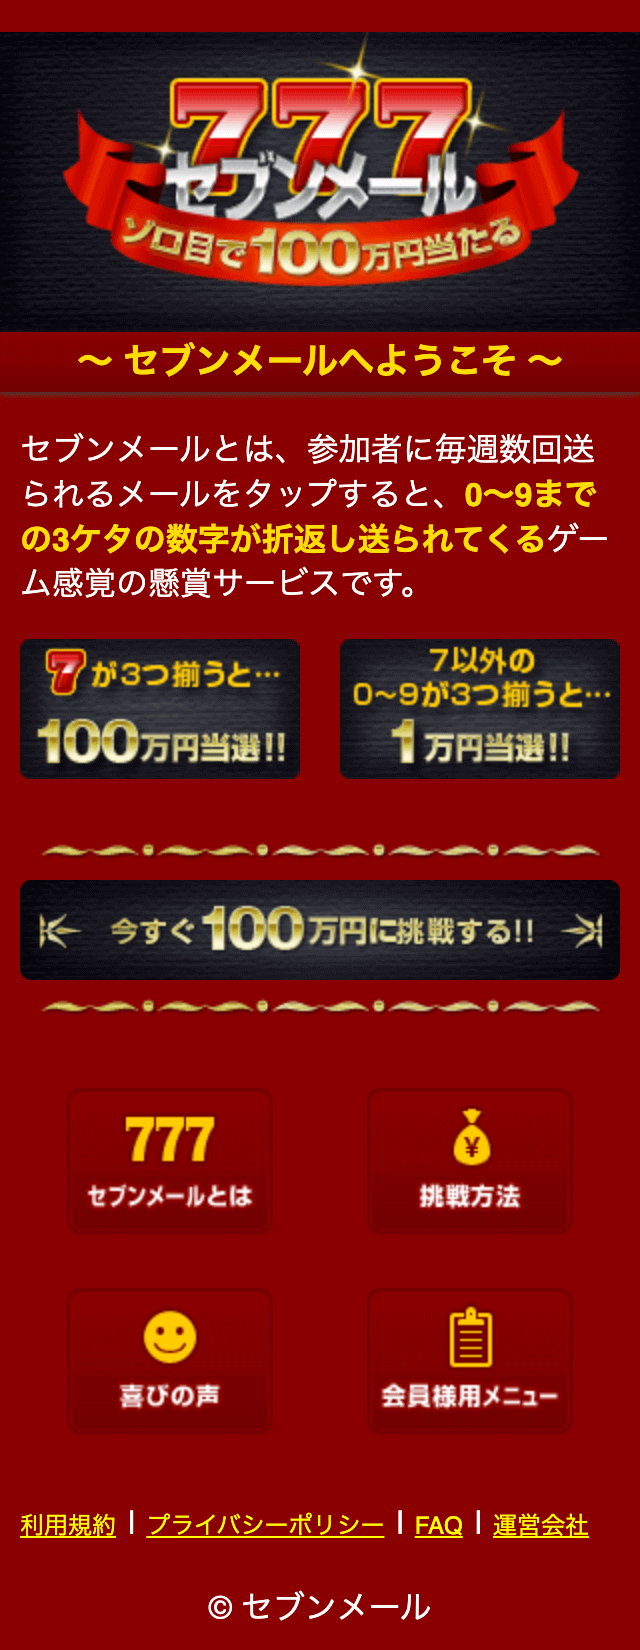 777
セブンメール
ゾロ目で100万円当たる
〜 セブンメールへようこそ 〜
セブンメールとは、参加者に毎週数回送
られるメールをタップすると、0〜9まで
の3ケタの数字が折返し送られてくるゲー
ム感覚の懸賞サービスです。
7が3つ揃うと…
100万円当選!!
7以外の
0〜9が3つ揃うと…
1万円当選!!
今すぐ100万円に挑戦する!!
777
セブンメールとは
¥
挑戦方法
喜びの声
会員様用メニュー
利用規約 | プライバシーポリシー | FAQ | 運営会社
© セブンメール